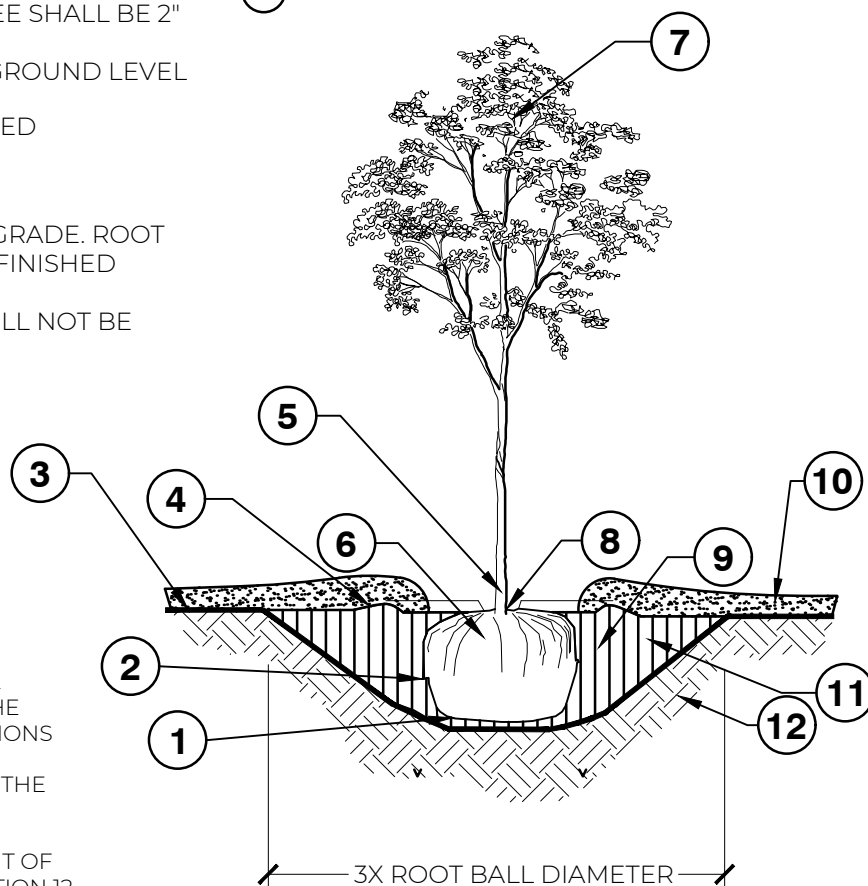 EE SHALL BE 2"
GROUND LEVEL
ED
GRADE. ROOT
FINISHED
LL NOT BE
HE
IONS
THE
T OF
7
5
3
4
10
6
8
9
2
11
1
12
3X ROOT BALL DIAMETER